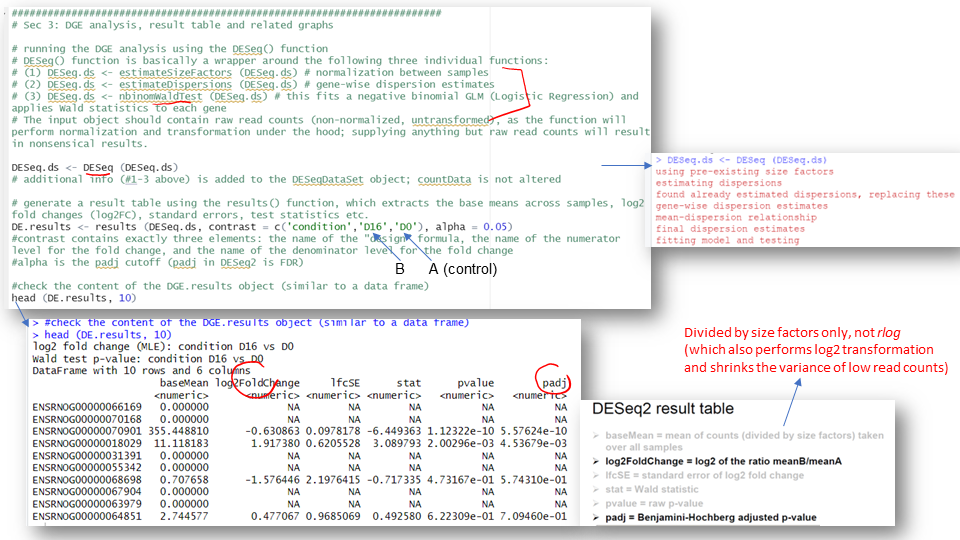 ########################################################################
# Sec 3: DGE analysis, result table and related graphs
# running the DGE analysis using the DESeq() function
# DESeq() function is basically a wrapper around the following three individual functions:
# (1) DESeq.ds <- estimateSizeFactors (DESeq.ds) # normalization between samples
# (2) DESeq.ds <- estimateDispersions (DESeq.ds) # gene-wise dispersion estimates
# (3) DESeq.ds <- nbinomWaldTest (DESeq.ds) # this fits a negative binomial GLM (Logistic Regression) and
applies Wald statistics to each gene
# The input object should contain raw read counts (non-normalized, untransformed), as the function will
perform normalization and transformation under the hood; supplying anything but raw read counts will result
in nonsensical results.
DESeq.ds <- DESeq (DESeq.ds)
# additional info (#1-3 above) is added to the DESeqDataSet object; countData is not altered
# generate a result table using the results() function, which extracts the base means across samples, log2
fold changes (log2FC), standard errors, test statistics etc.
DE.results <- results (DESeq.ds, contrast = c('condition','D16','D0'), alpha = 0.05)
#contrast contains exactly three elements: the name of the "design" formula, the name of the numerator
level for the fold change, and the name of the denominator level for the fold change
#alpha is the padj cutoff (padj in DESeq2 is FDR)
B A (control)
#check the content of the DGE.results object (similar to a data frame)
head (DE.results, 10)
> DESeq.ds <- DESeq (DESeq.ds)
using pre-existing size factors
estimating dispersions
found already estimated dispersions, replacing these
gene-wise dispersion estimates
mean-dispersion relationship
final dispersion estimates
fitting model and testing
> #check the content of the DGE.results object (similar to a data frame)
> head (DE.results, 10)
log2 fold change (MLE): condition D16 vs D0
Wald test p-value: condition D16 vs D0
DataFrame with 10 rows and 6 columns
baseMean log2FoldChange lfcSE stat pvalue padj
<numeric> <numeric> <numeric> <numeric> <numeric> <numeric>
ENSRNOG00000066169 0.000000 NA NA NA NA NA
ENSRNOG00000070168 0.000000 NA NA NA NA NA
ENSRNOG00000070901 355.448810 -0.630863 0.0978178 -6.449363 1.12322e-10 5.57624e-10
ENSRNOG00000018029 11.118183 1.917380 0.6205528 3.089793 2.00296e-03 4.53679e-03
ENSRNOG00000031391 0.000000 NA NA NA NA NA
ENSRNOG00000055342 0.000000 NA NA NA NA NA
ENSRNOG00000068698 0.707658 -1.576446 2.1976415 -0.717335 4.73167e-01 5.74310e-01
ENSRNOG00000067904 0.000000 NA NA NA NA NA
ENSRNOG00000063979 0.000000 NA NA NA NA NA
ENSRNOG00000064851 2.744577 0.477067 0.9685069 0.492580 6.22309e-01 7.09460e-01
Divided by size factors only, not rlog
(which also performs log2 transformation
and shrinks the variance of low read counts)
DESeq2 result table
➢ baseMean = mean of counts (divided by size factors) taken
over all samples
➢ log2FoldChange = log2 of the ratio meanB/meanA
➢ lfcSE = standard error of log2 fold change
➢ stat = Wald statistic
➢ pvalue = raw p-value
➢ padj = Benjamini-Hochberg adjusted p-value